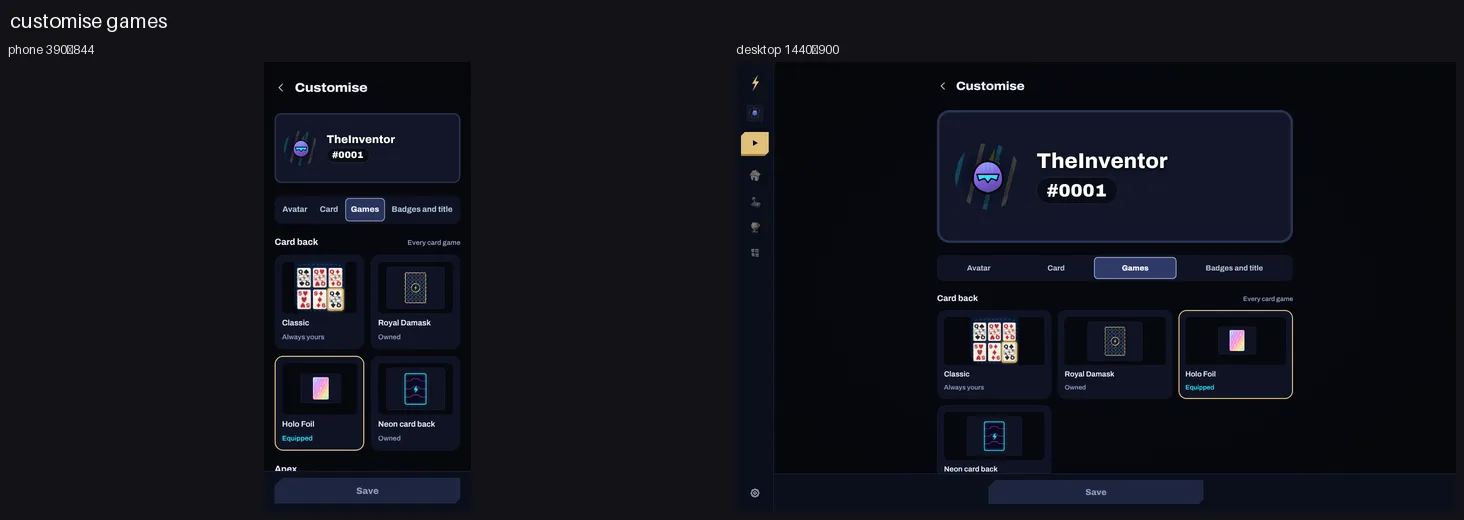 customise games
phone 390▯844
Customise
TheInventor
#0001
Avatar Card Games Badges and title
Card back Every card game
Classic Royal Damask
Always yours Owned
Holo Foil Neon card back
Equipped Owned
Apex
Save
desktop 1440▯900
Customise
TheInventor
#0001
Avatar Card Games Badges and title
Card back Every card game
Classic Royal Damask Holo Foil
Always yours Owned Equipped
Neon card back
Save